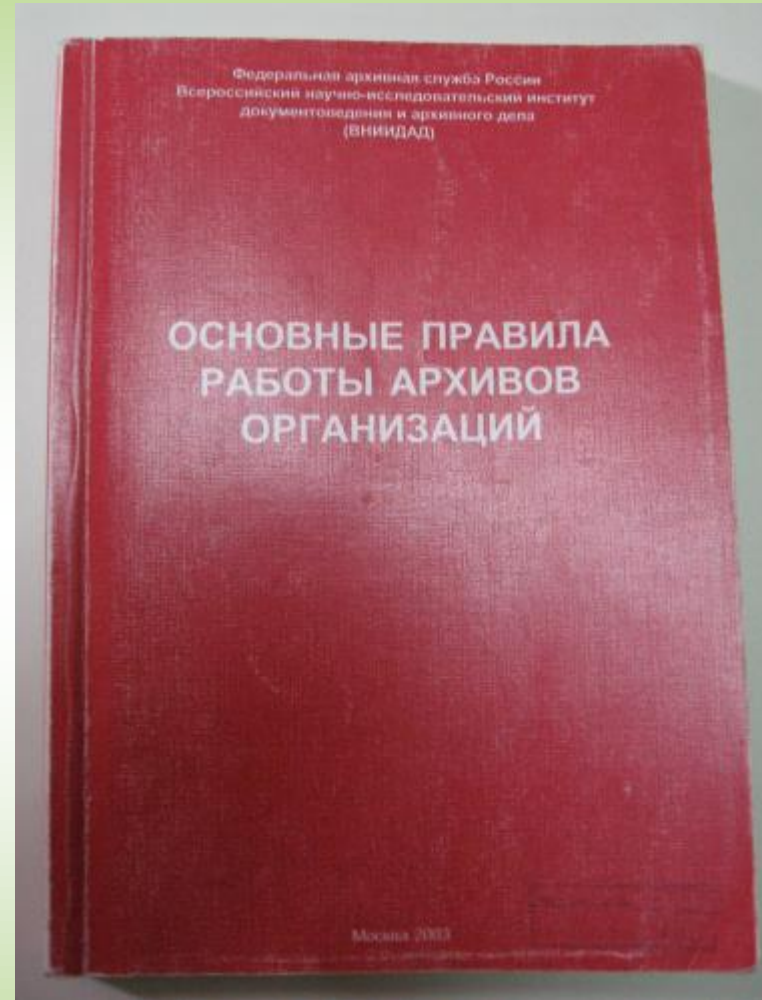 Федеральная архивная служба России
Всероссийский научно-исследовательский институт
документоведения и архивного дела
(ВНИИДАД)
ОСНОВНЫЕ ПРАВИЛА
РАБОТЫ АРХИВОВ
ОРГАНИЗАЦИЙ
Москва 2003